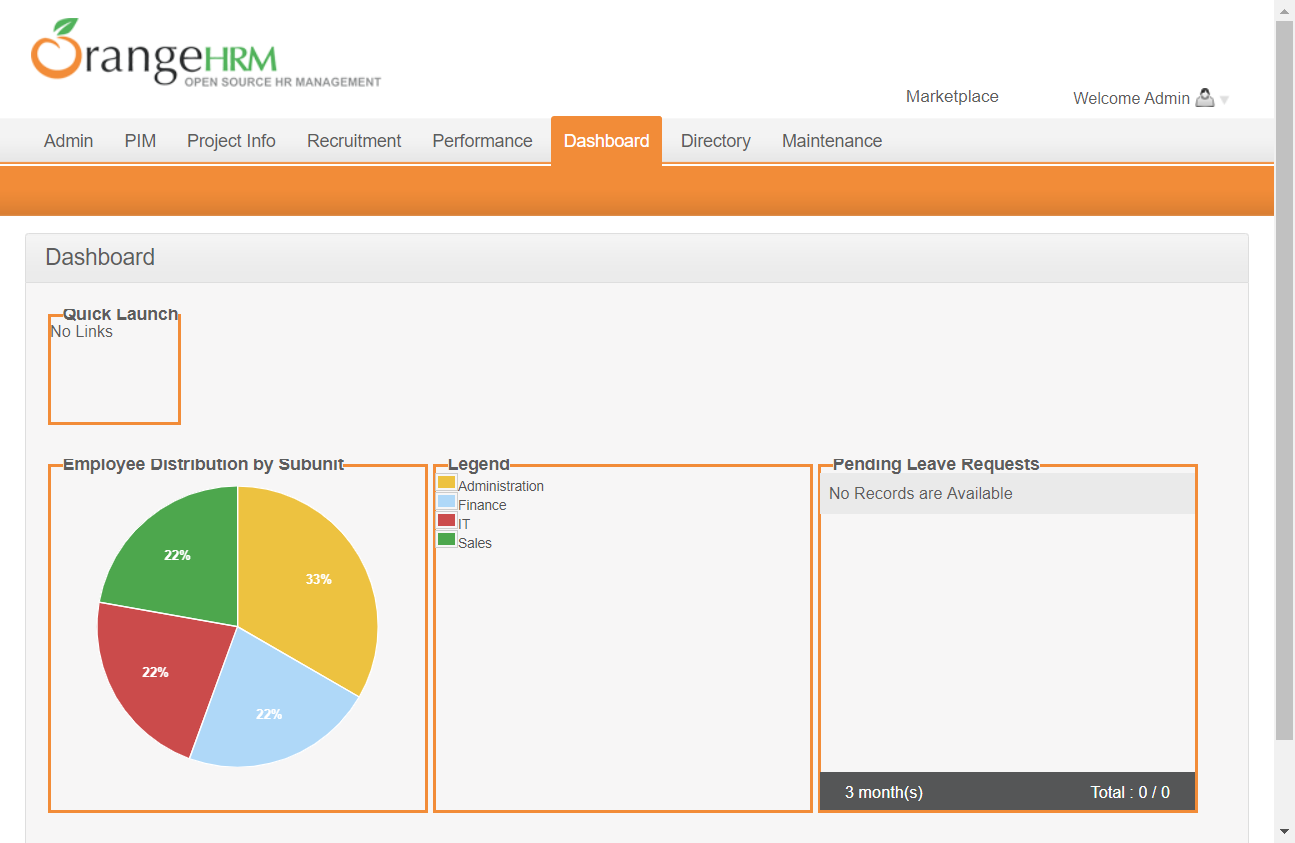 OrangeHRM
OPEN SOURCE HR MANAGEMENT
Marketplace
Welcome Admin
Admin PIM Project Info Recruitment Performance Dashboard Directory Maintenance
Dashboard
Quick Launch
No Links
Employee Distribution by Subunit
33%
22%
22%
22%
Legend
Administration
Finance
IT
Sales
Pending Leave Requests
No Records are Available
3 month(s) Total : 0 / 0